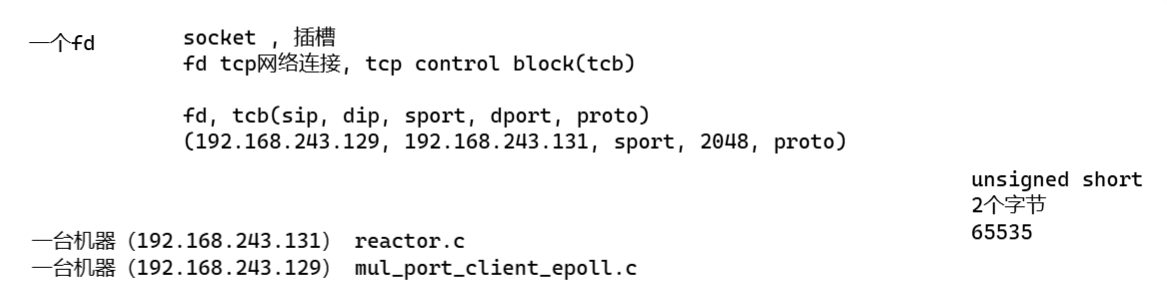 一个fd
socket , 插槽
fd tcp网络连接, tcp control block(tcb)
fd, tcb(sip, dip, sport, dport, proto)
(192.168.243.129, 192.168.243.131, sport, 2048, proto)
unsigned short
2个字节
65535
一台机器（192.168.243.131） reactor.c
一台机器（192.168.243.129） mul_port_client_epoll.c